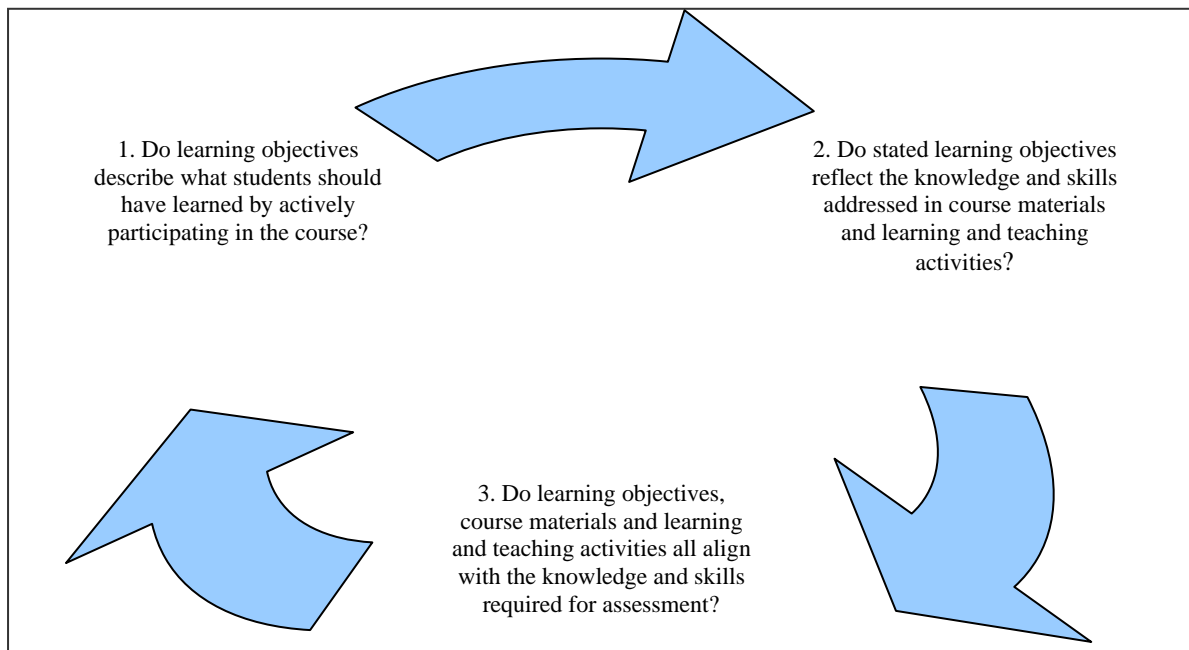 1. Do learning objectives
describe what students should
have learned by actively
participating in the course?
2. Do stated learning objectives
reflect the knowledge and skills
addressed in course materials
and learning and teaching
activities?
3. Do learning objectives,
course materials and learning
and teaching activities all align
with the knowledge and skills
required for assessment?